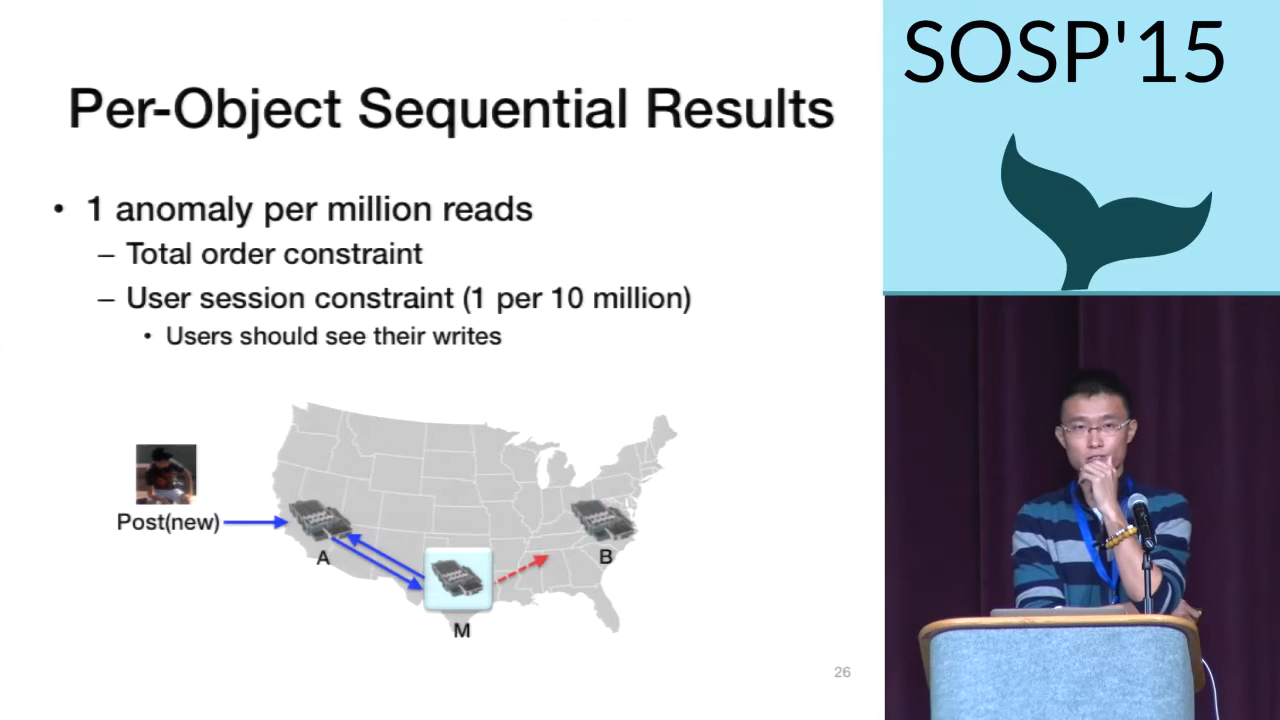 Per-Object Sequential Results
• 1 anomaly per million reads
– Total order constraint
– User session constraint (1 per 10 million)
• Users should see their writes
Post(new)
A
M
B
26
SOSP'15